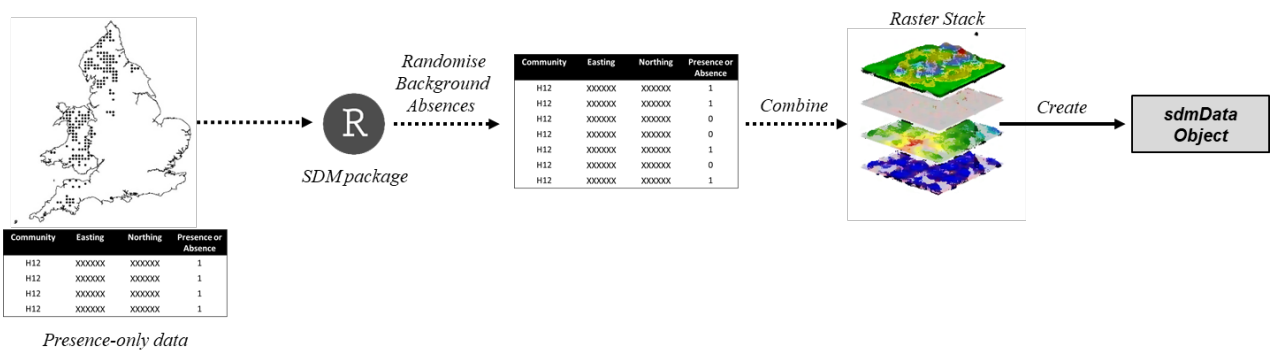 Community Easting Northing Presence or
Absence
H12 XXXXXX XXXXXX 1
H12 XXXXXX XXXXXX 1
H12 XXXXXX XXXXXX 1
H12 XXXXXX XXXXXX 1
Presence-only data
R
SDM package
Randomise
Background
Absences
Community Easting Northing Presence or
Absence
H12 XXXXXX XXXXXX 1
H12 XXXXXX XXXXXX 1
H12 XXXXXX XXXXXX 0
H12 XXXXXX XXXXXX 0
H12 XXXXXX XXXXXX 1
H12 XXXXXX XXXXXX 0
H12 XXXXXX XXXXXX 1
Combine
Raster Stack
Create
sdmData
Object